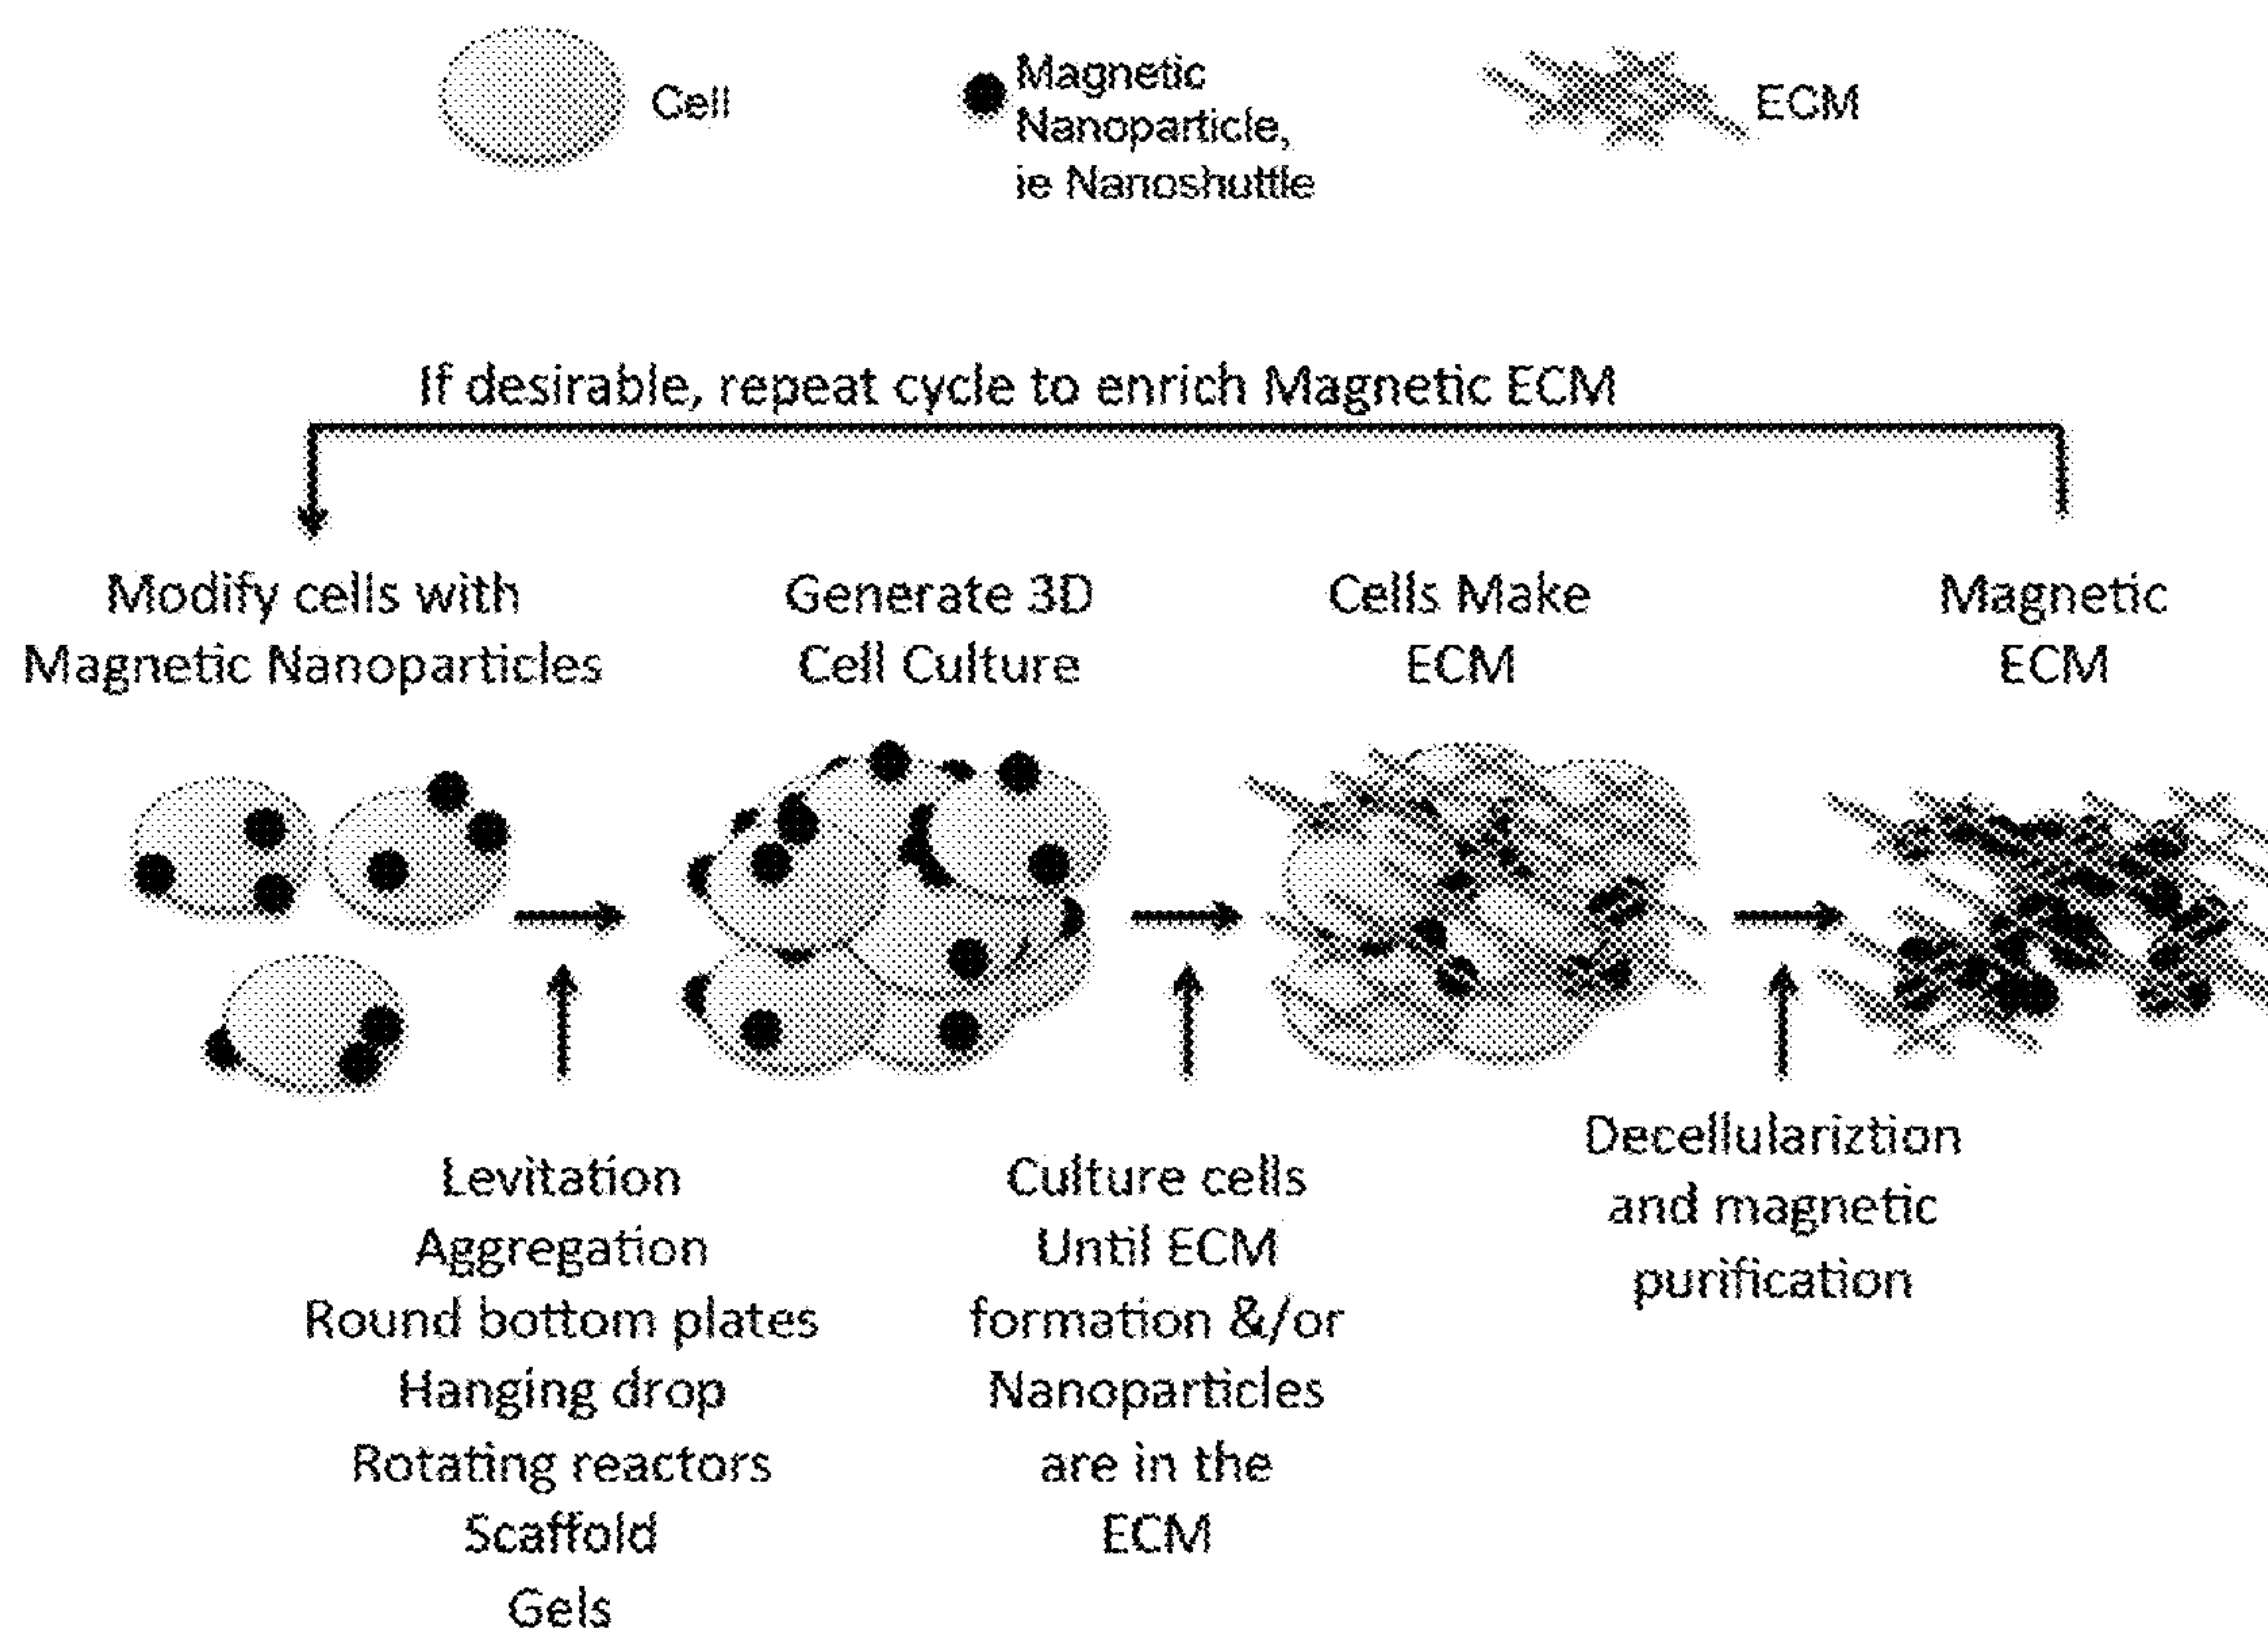 Cell
Magnetic
Nanoparticle,
ie Nanoshuttle
ECM
If desirable, repeat cycle to enrich Magnetic ECM
Modify cells with
Magnetic Nanoparticles
Generate 3D
Cell Culture
Cells Make
ECM
Magnetic
ECM
Levitation
Aggregation
Round bottom plates
Hanging drop
Rotating reactors
Scaffold
Gels
Culture cells
Until ECM
formation &/or
Nanoparticles
are in the
ECM
Decellulariztion
and magnetic
purification